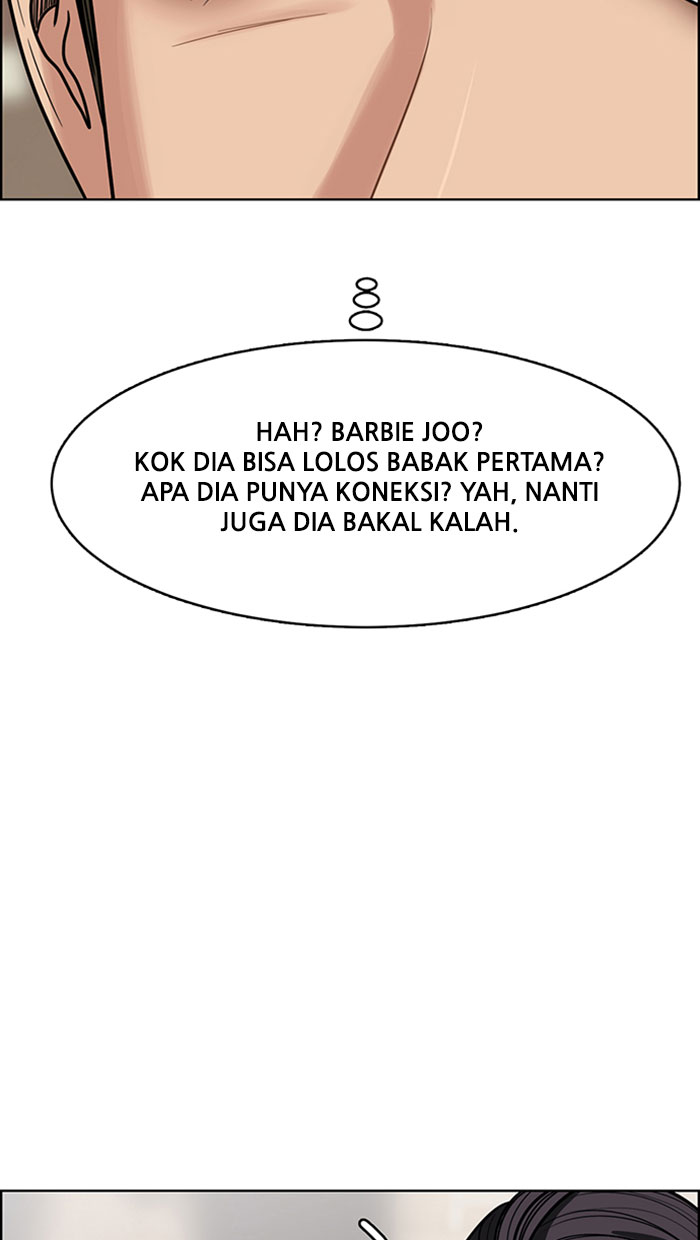 HAH? BARBIE JOO?
KOK DIA BISA LOLOS BABAK PERTAMA?
APA DIA PUNYA KONEKSI? YAH, NANTI
JUGA DIA BAKAL KALAH.